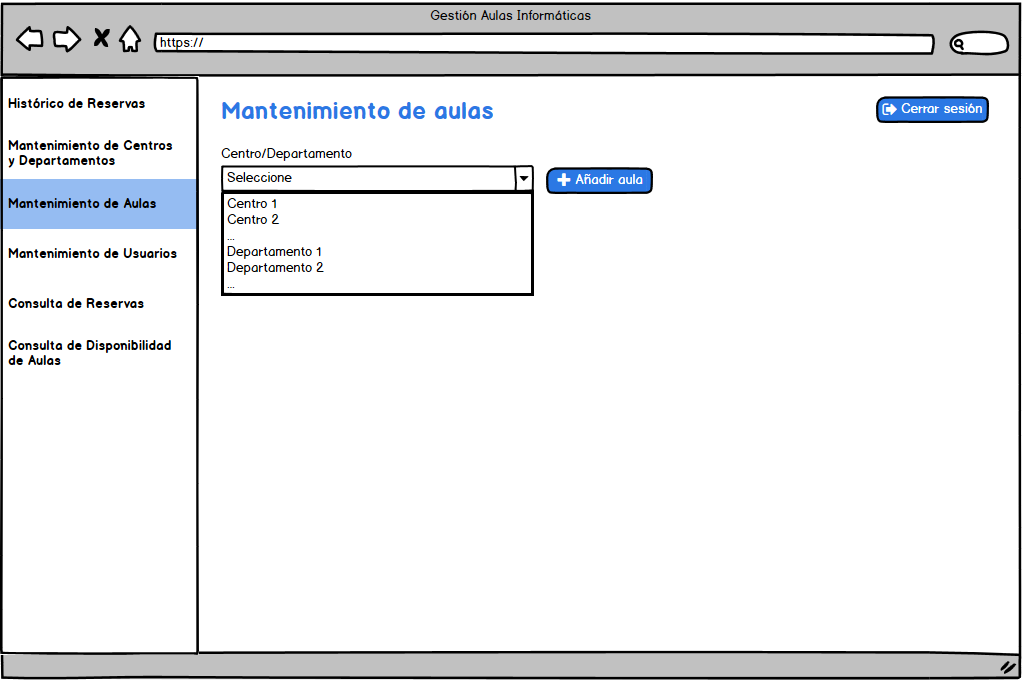 Gestión Aulas Informáticas
https://
Histórico de Reservas
Mantenimiento de Centros
y Departamentos
Mantenimiento de Aulas
Mantenimiento de Usuarios
Consulta de Reservas
Consulta de Disponibilidad
de Aulas
Mantenimiento de aulas
Cerrar sesión
Centro/Departamento
Seleccione
Añadir aula
Centro 1
Centro 2
...
Departamento 1
Departamento 2
...